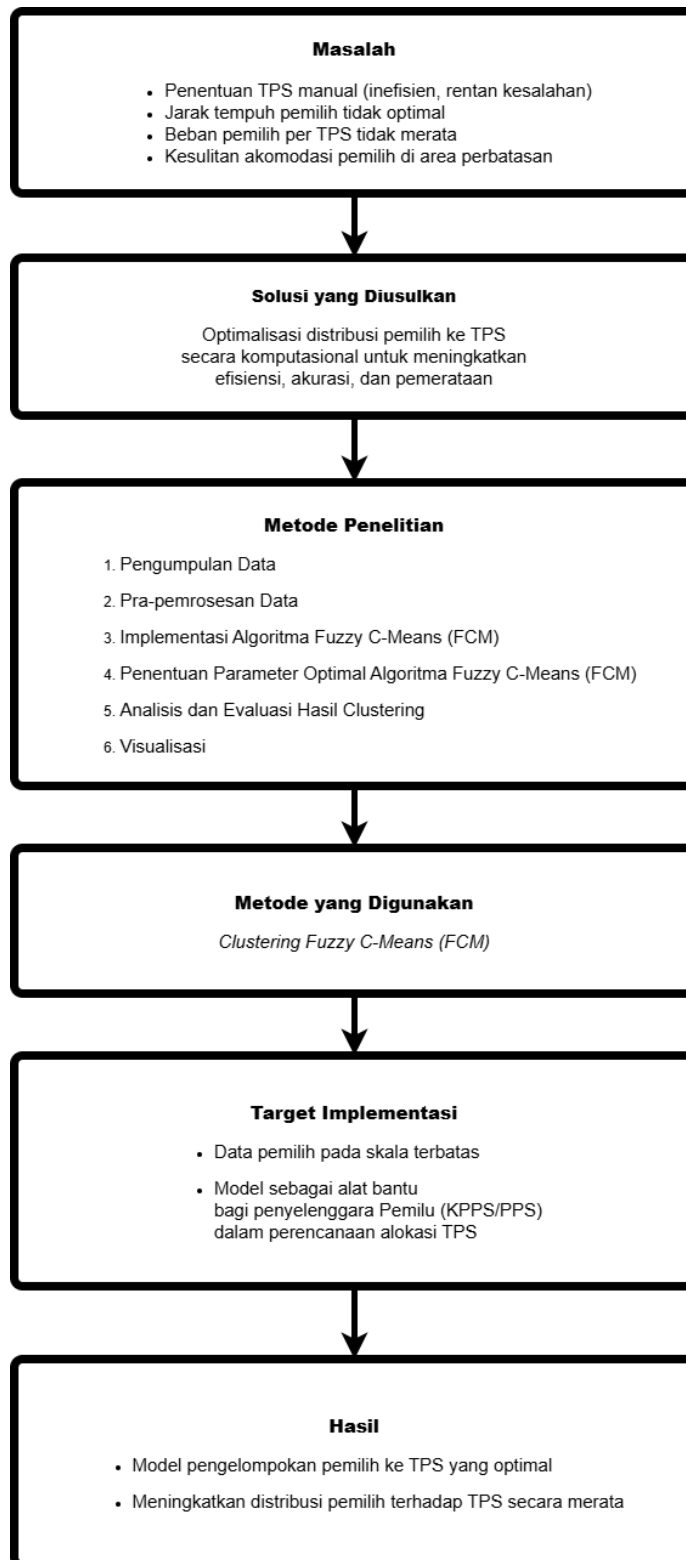 Masalah
• Penentuan TPS manual (inefisien, rentan kesalahan)
• Jarak tempuh pemilih tidak optimal
• Beban pemilih per TPS tidak merata
• Kesulitan akomodasi pemilih di area perbatasan
Solusi yang Diusulkan
Optimalisasi distribusi pemilih ke TPS
secara komputasional untuk meningkatkan
efisiensi, akurasi, dan pemerataan
Metode Penelitian
1. Pengumpulan Data
2. Pra-pemrosesan Data
3. Implementasi Algoritma Fuzzy C-Means (FCM)
4. Penentuan Parameter Optimal Algoritma Fuzzy C-Means (FCM)
5. Analisis dan Evaluasi Hasil Clustering
6. Visualisasi
Metode yang Digunakan
Clustering Fuzzy C-Means (FCM)
Target Implementasi
• Data pemilih pada skala terbatas
• Model sebagai alat bantu
bagi penyelenggara Pemilu (KPPS/PPS)
dalam perencanaan alokasi TPS
Hasil
• Model pengelompokan pemilih ke TPS yang optimal
• Meningkatkan distribusi pemilih terhadap TPS secara merata